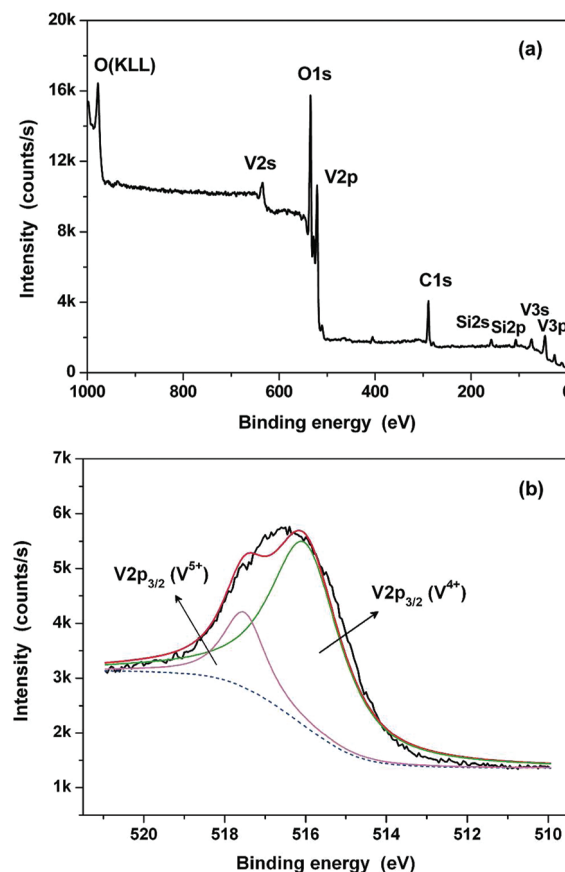 (a)
20k
16k
12k
8k
4k
0
Intensity (counts/s)
O(KLL)
V2s
O1s
V2p
C1s
Si2s
Si2p
V3s
V3p
1000 800 600 400 200 0
Binding energy (eV)
(b)
7k
6k
5k
4k
3k
2k
1k
Intensity (counts/s)
V2p3/2 (V5+)
V2p3/2 (V4+)
520 518 516 514 512 510
Binding energy (eV)